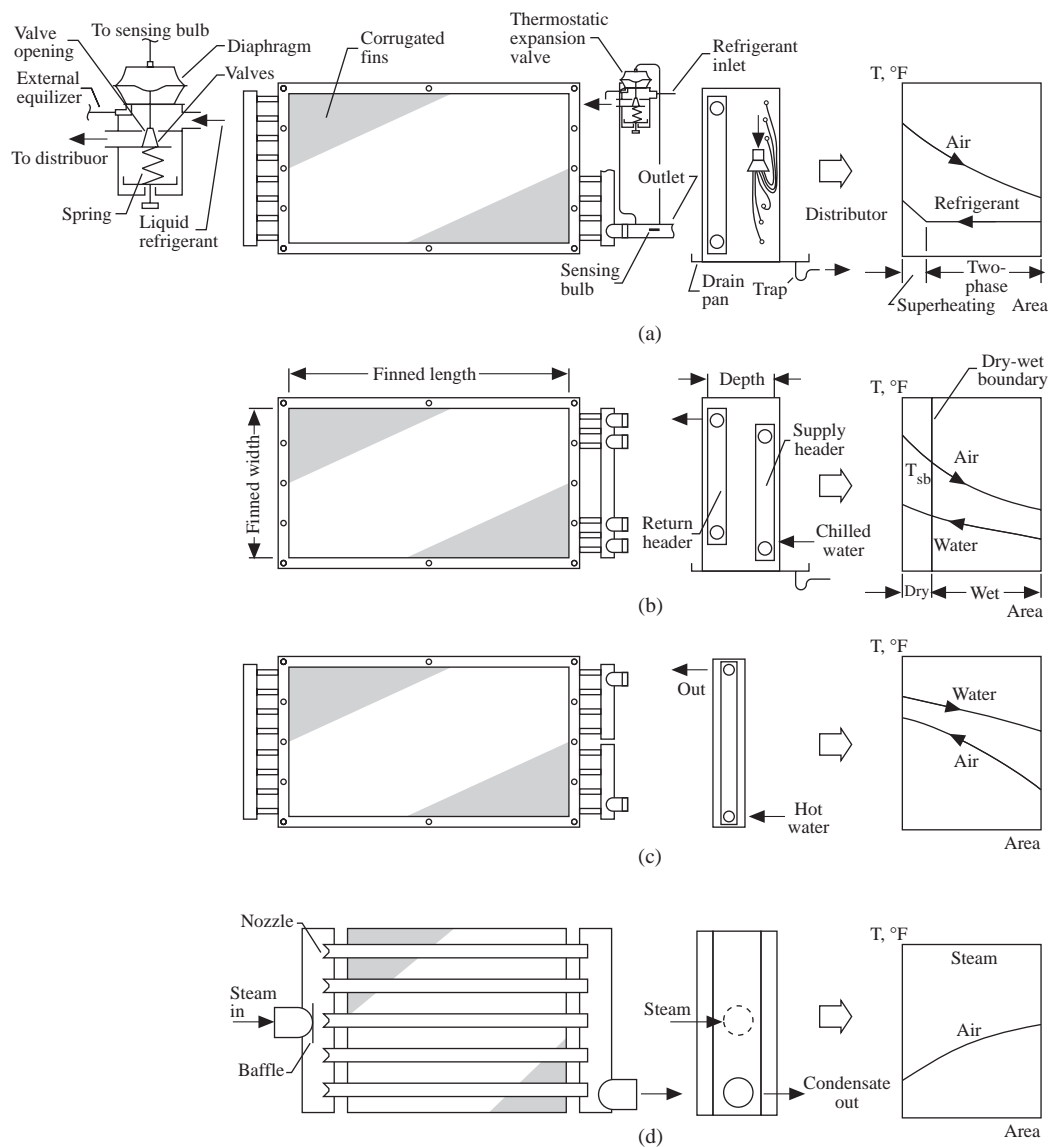 To sensing bulb
Valve
opening
Diaphragm
External
equilizer
Valves
To distribuor
Spring
Liquid
refrigerant
Corrugated
fins
Thermostatic
expansion
valve
Refrigerant
inlet
Outlet
Sensing
bulb
Drain
pan
Trap
Distributor
T, °F
Air
Refrigerant
Two-
phase
Superheating
Area
(a)
Finned length
Finned width
Depth
Supply
header
Return
header
Chilled
water
T, °F
Dry-wet
boundary
Air
Tsb
Water
Dry
Wet
Area
(b)
Out
Hot
water
T, °F
Water
Air
Area
(c)
Nozzle
Steam
in
Baffle
Steam
Condensate
out
T, °F
Steam
Air
Area
(d)